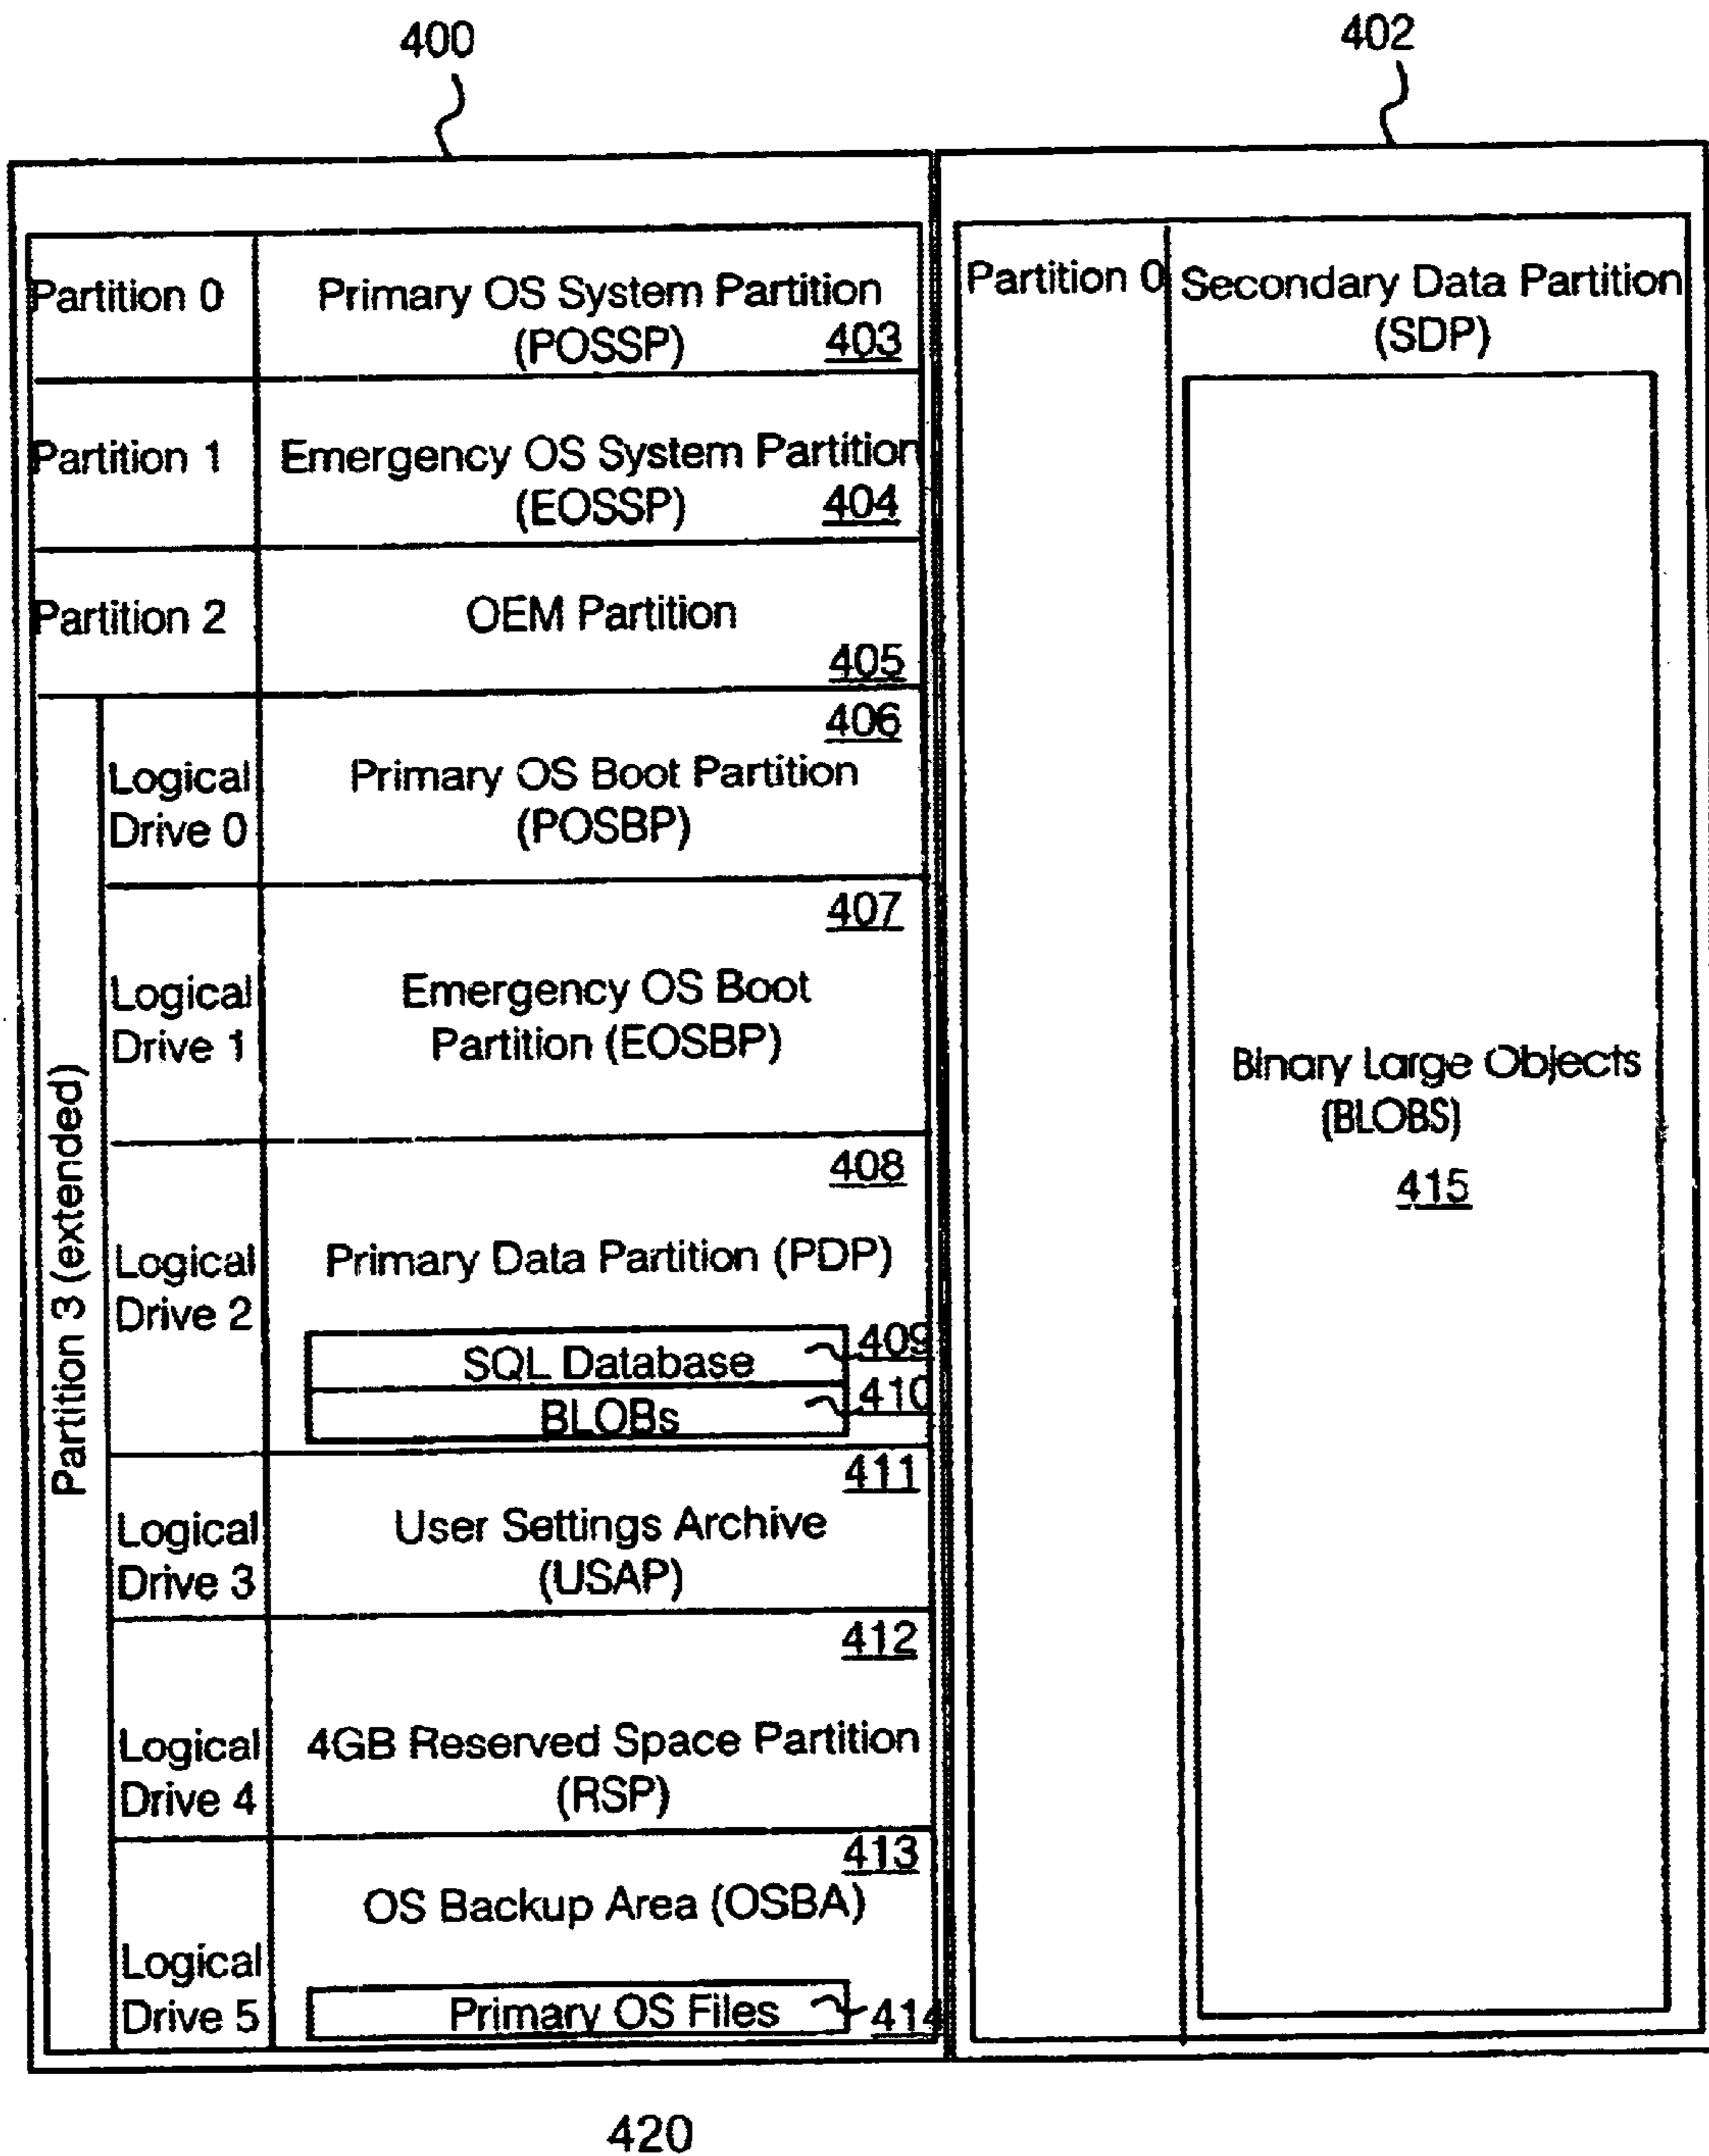 400
402
Partition 0
Primary OS System Partition
(POSSP)
403
Partition 1
Emergency OS System Partition
(EOSSP)
404
Partition 2
OEM Partition
405
Partition 3 (extended)
406
Logical
Drive 0
Primary OS Boot Partition
(POSBP)
407
Logical
Drive 1
Emergency OS Boot
Partition (EOSBP)
408
Logical
Drive 2
Primary Data Partition (PDP)
SQL Database
409
BLOBs
410
411
Logical
Drive 3
User Settings Archive
(USAP)
412
Logical
Drive 4
4GB Reserved Space Partition
(RSP)
413
OS Backup Area (OSBA)
Logical
Drive 5
Primary OS Files
414
Partition 0
Secondary Data Partition
(SDP)
Binary Large Objects
(BLOBS)
415
420